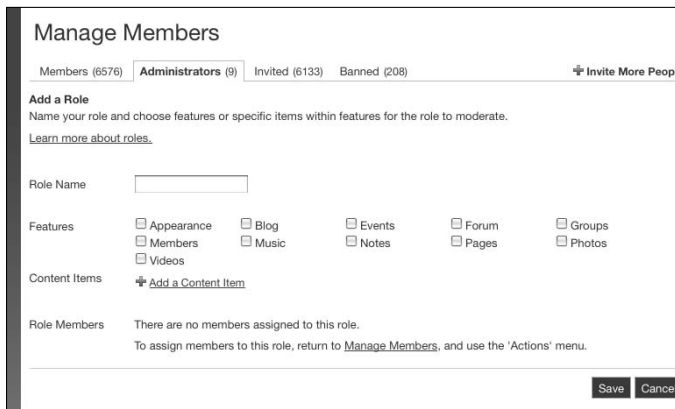 Manage Members
Members (6576) Administrators (9) Invited (6133) Banned (208) Invite More Peop
Add a Role
Name your role and choose features or specific items within features for the role to moderate.
Learn more about roles.
Role Name
Features Appearance Blog Events Forum Groups
Members Music Notes Pages Photos
Videos
Content Items Add a Content Item
Role Members There are no members assigned to this role.
To assign members to this role, return to Manage Members, and use the 'Actions' menu.
Save Cance